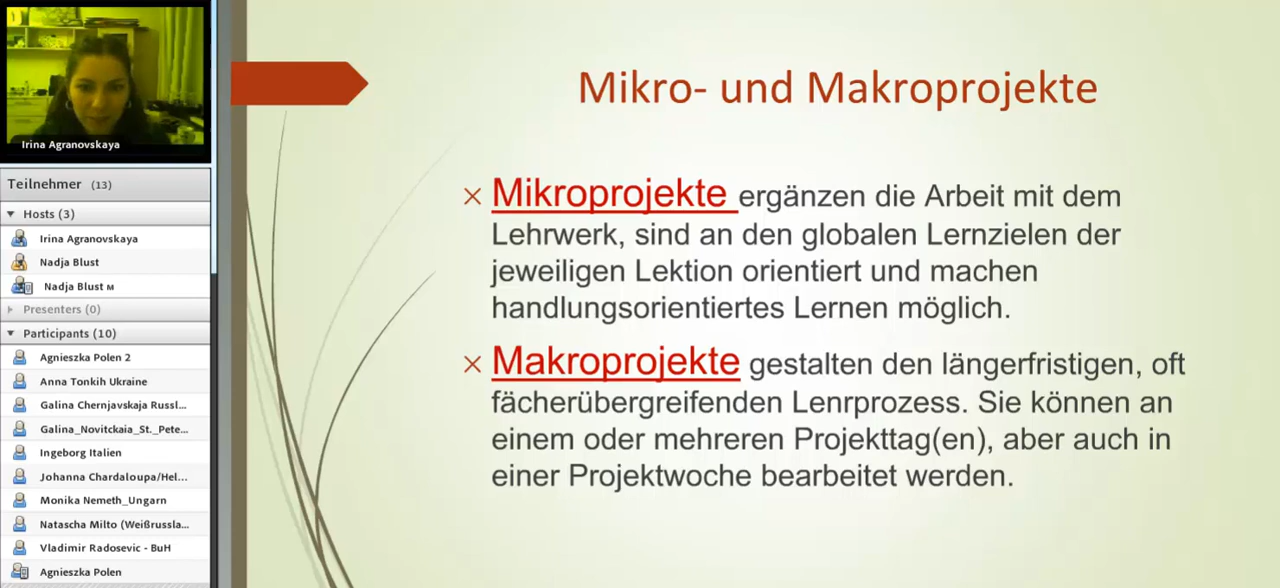 Irina Agranovskaya
Teilnehmer (13)
Hosts (3)
Irina Agranovskaya
Nadja Blust
Nadja Blust м
Presenters (0)
Participants (10)
Agnieszka Polen 2
Anna Tonkih Ukraine
Galina Chernjavskaja Russl...
Galina_Novitckaia_St._Pete...
Ingeborg Italien
Johanna Chardaloupa/Hel...
Monika Nemeth_Ungarn
Natascha Milto (Weißrussla...
Vladimir Radosevic - BuH
Agnieszka Polen
Mikro- und Makroprojekte
Mikroprojekte ergänzen die Arbeit mit dem
Lehrwerk, sind an den globalen Lernzielen der
jeweiligen Lektion orientiert und machen
handlungsorientiertes Lernen möglich.
Makroprojekte gestalten den längerfristigen, oft
fächerübergreifenden Lenrprozess. Sie können an
einem oder mehreren Projekttag(en), aber auch in
einer Projektwoche bearbeitet werden.